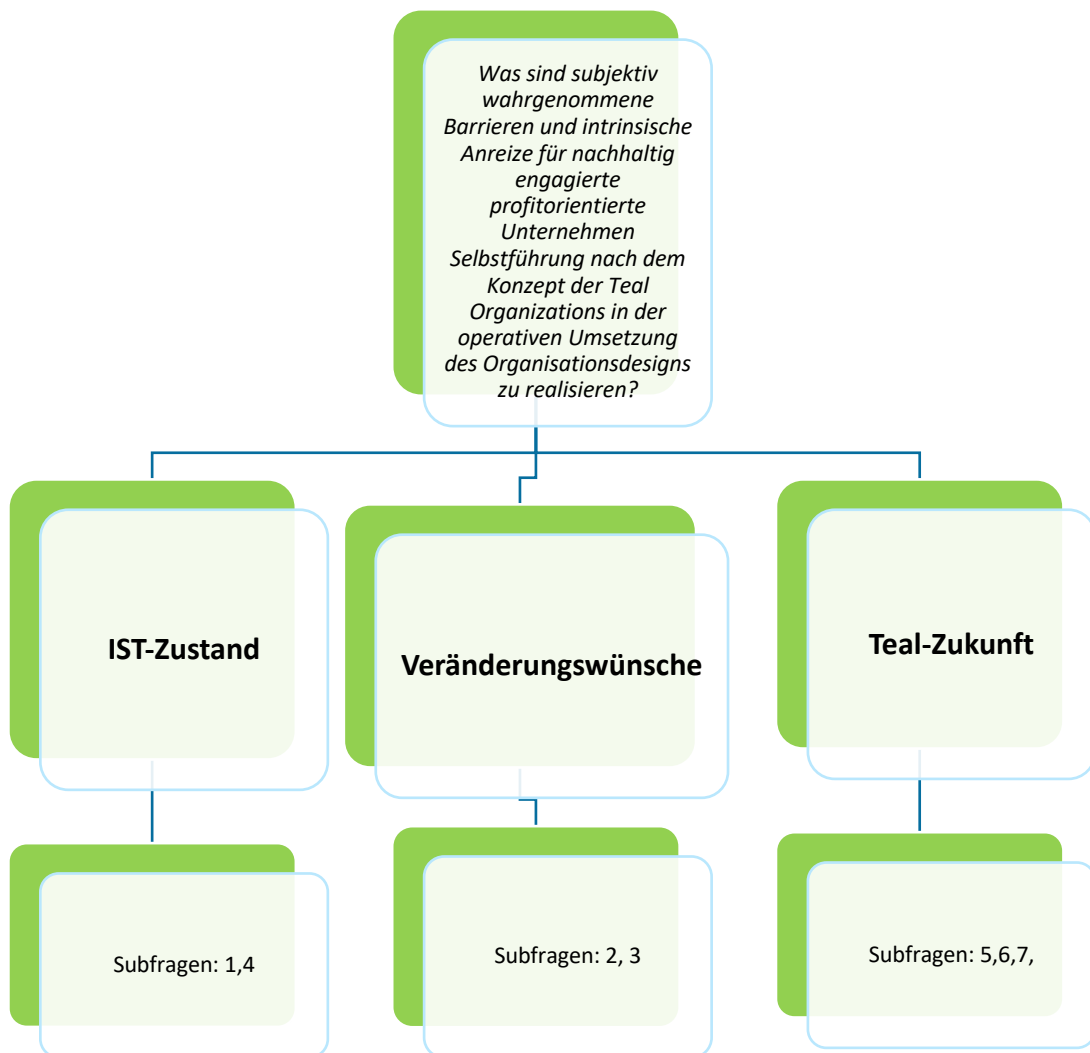 Was sind subjektiv
wahrgenommene
Barrieren und intrinsische
Anreize für nachhaltig
engagierte
profitorientierte
Unternehmen
Selbstführung nach dem
Konzept der Teal
Organizations in der
operativen Umsetzung
des Organisationsdesigns
zu realisieren?
IST-Zustand
Veränderungswünsche
Teal-Zukunft
Subfragen: 1,4
Subfragen: 2, 3
Subfragen: 5,6,7,